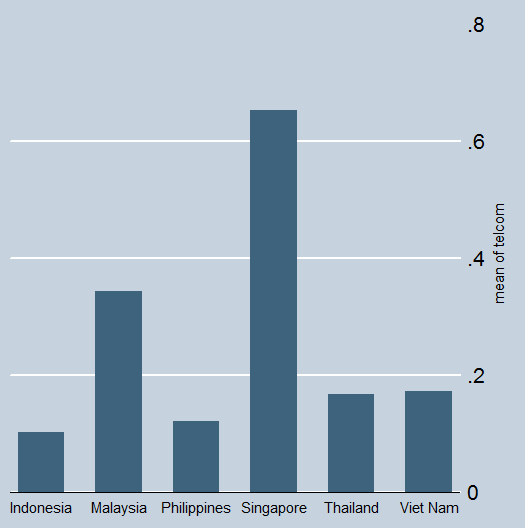 .8
.6
.4
.2
0
mean of telcom
Indonesia Malaysia Philippines Singapore Thailand Viet Nam